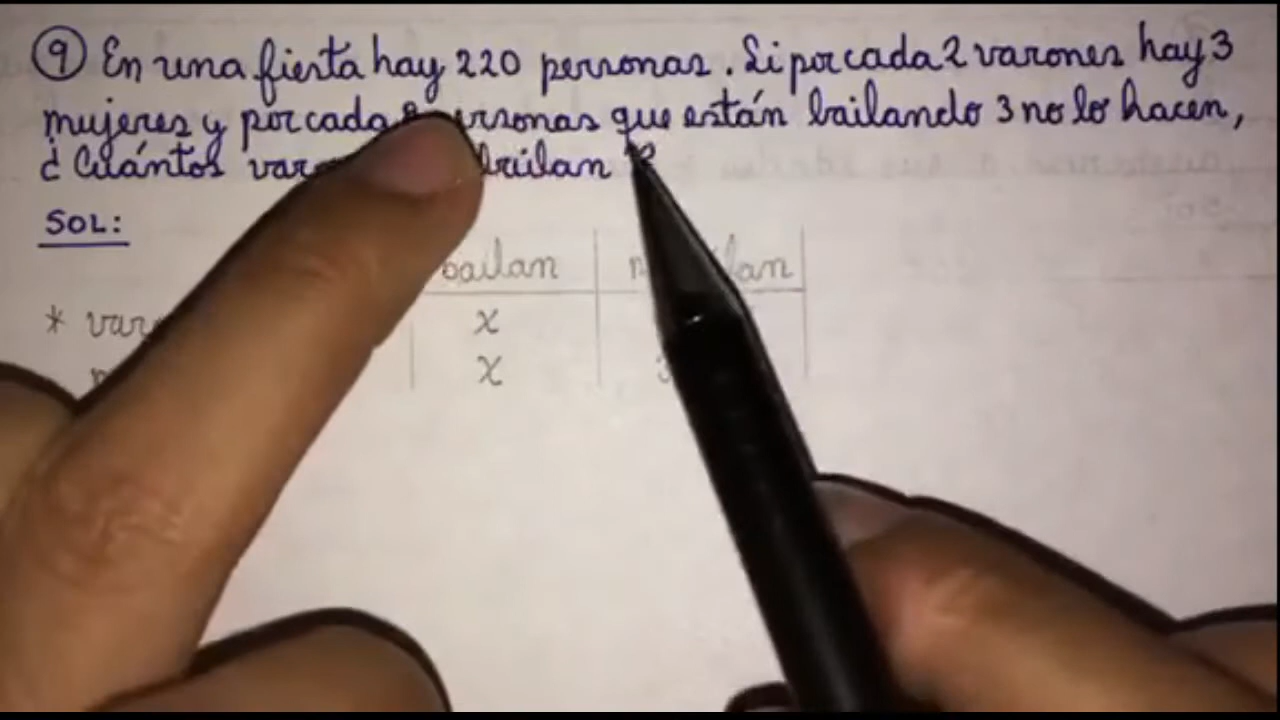 9 En una fiesta hay 220 personas. Si por cada 2 varones hay 3
mujeres y por cada personas que están bailando 3 no lo hacen,
¿Cuántos bailan ?
SOL:
bailan
* x
x